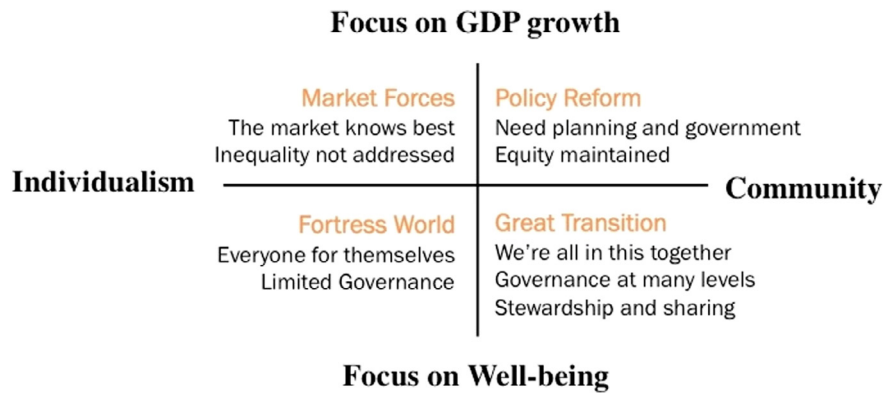 Focus on GDP growth
Market Forces
The market knows best
Inequality not addressed
Policy Reform
Need planning and government
Equity maintained
Individualism
Community
Fortress World
Everyone for themselves
Limited Governance
Great Transition
We're all in this together
Governance at many levels
Stewardship and sharing
Focus on Well-being